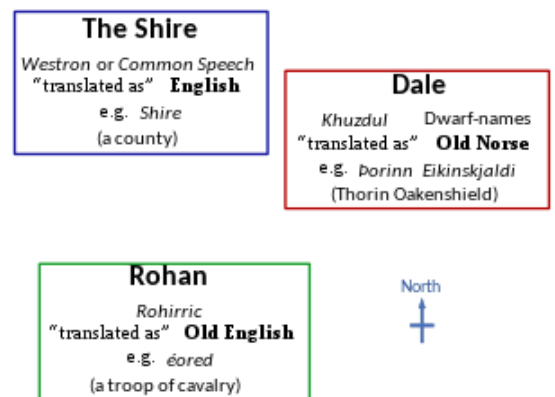 The Shire
Westron or Common Speech
“translated as” English
e.g. Shire
(a county)
Dale
Khuzdul Dwarf-names
“translated as” Old Norse
e.g. Þorinn Eikinskjaldi
(Thorin Oakenshield)
Rohan
Rohirric
“translated as” Old English
e.g. éored
(a troop of cavalry)
North